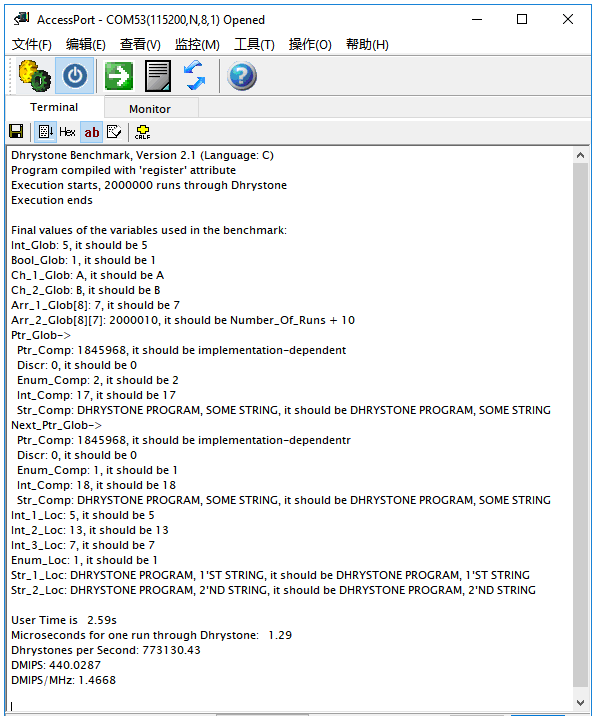 AccessPort - COM53(115200,N,8,1) Opened
文件(F) 编辑(E) 查看(V) 监控(M) 工具(T) 操作(O) 帮助(H)
Terminal Monitor
Hex ab CRLF
Dhrystone Benchmark, Version 2.1 (Language: C)
Program compiled with 'register' attribute
Execution starts, 2000000 runs through Dhrystone
Execution ends
Final values of the variables used in the benchmark:
Int_Glob: 5, it should be 5
Bool_Glob: 1, it should be 1
Ch_1_Glob: A, it should be A
Ch_2_Glob: B, it should be B
Arr_1_Glob[8]: 7, it should be 7
Arr_2_Glob[8][7]: 2000010, it should be Number_Of_Runs + 10
Ptr_Glob->
Ptr_Comp: 1845968, it should be implementation-dependent
Discr: 0, it should be 0
Enum_Comp: 2, it should be 2
Int_Comp: 17, it should be 17
Str_Comp: DHRYSTONE PROGRAM, SOME STRING, it should be DHRYSTONE PROGRAM, SOME STRING
Next_Ptr_Glob->
Ptr_Comp: 1845968, it should be implementation-dependentr
Discr: 0, it should be 0
Enum_Comp: 1, it should be 1
Int_Comp: 18, it should be 18
Str_Comp: DHRYSTONE PROGRAM, SOME STRING, it should be DHRYSTONE PROGRAM, SOME STRING
Int_1_Loc: 5, it should be 5
Int_2_Loc: 13, it should be 13
Int_3_Loc: 7, it should be 7
Enum_Loc: 1, it should be 1
Str_1_Loc: DHRYSTONE PROGRAM, 1'ST STRING, it should be DHRYSTONE PROGRAM, 1'ST STRING
Str_2_Loc: DHRYSTONE PROGRAM, 2'ND STRING, it should be DHRYSTONE PROGRAM, 2'ND STRING
User Time is 2.59s
Microseconds for one run through Dhrystone: 1.29
Dhrystones per Second: 773130.43
DMIPS: 440.0287
DMIPS/MHz: 1.4668